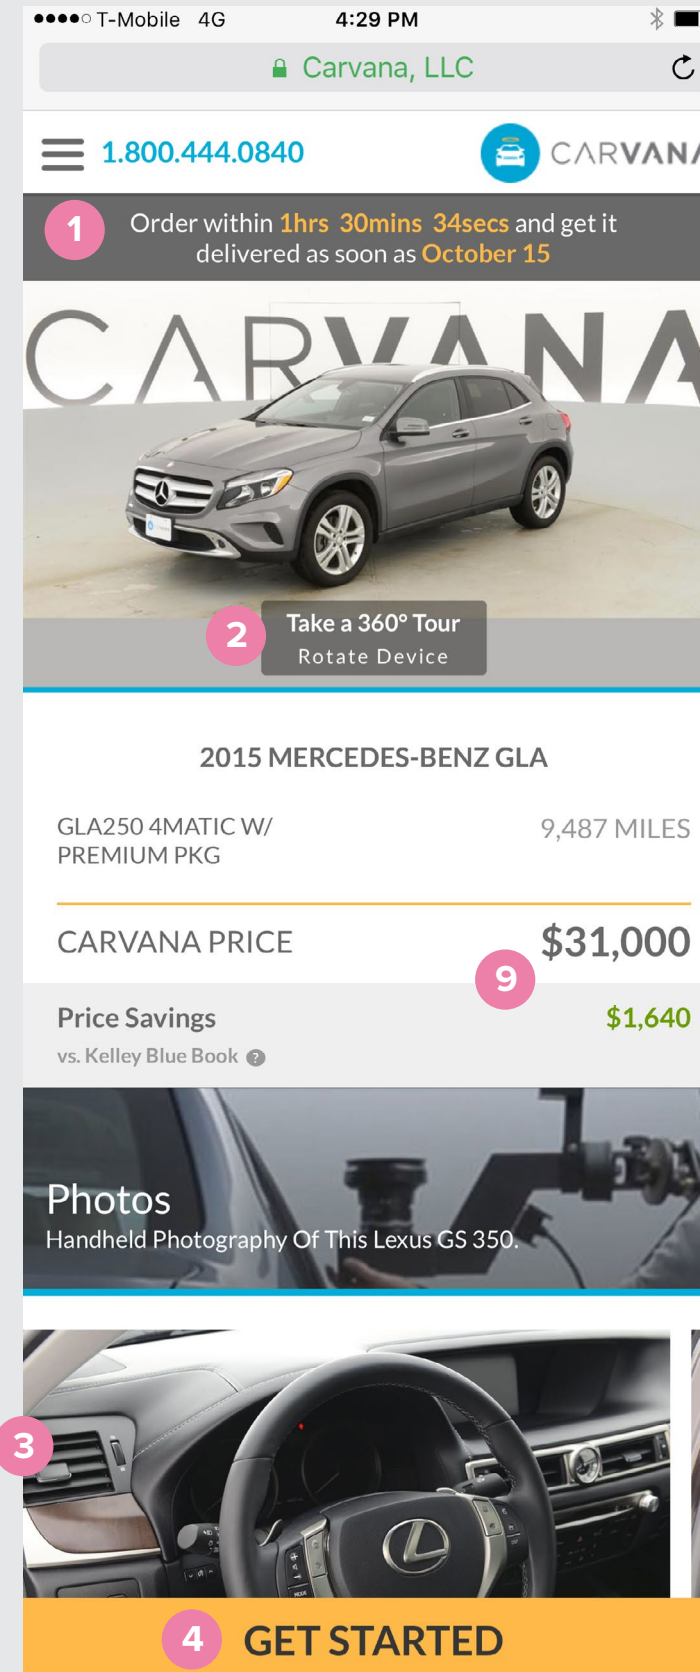 T-Mobile 4G 4:29 PM
Carvana, LLC
1.800.444.0840 CARVANA
1 Order within 1hrs 30mins 34secs and get it
delivered as soon as October 15
CARVANA
2 Take a 360° Tour
Rotate Device
2015 MERCEDES-BENZ GLA
GLA250 4MATIC W/ 9,487 MILES
PREMIUM PKG
CARVANA PRICE $31,000
9
Price Savings $1,640
vs. Kelley Blue Book ?
Photos
Handheld Photography Of This Lexus GS 350.
3
MODE
4 GET STARTED